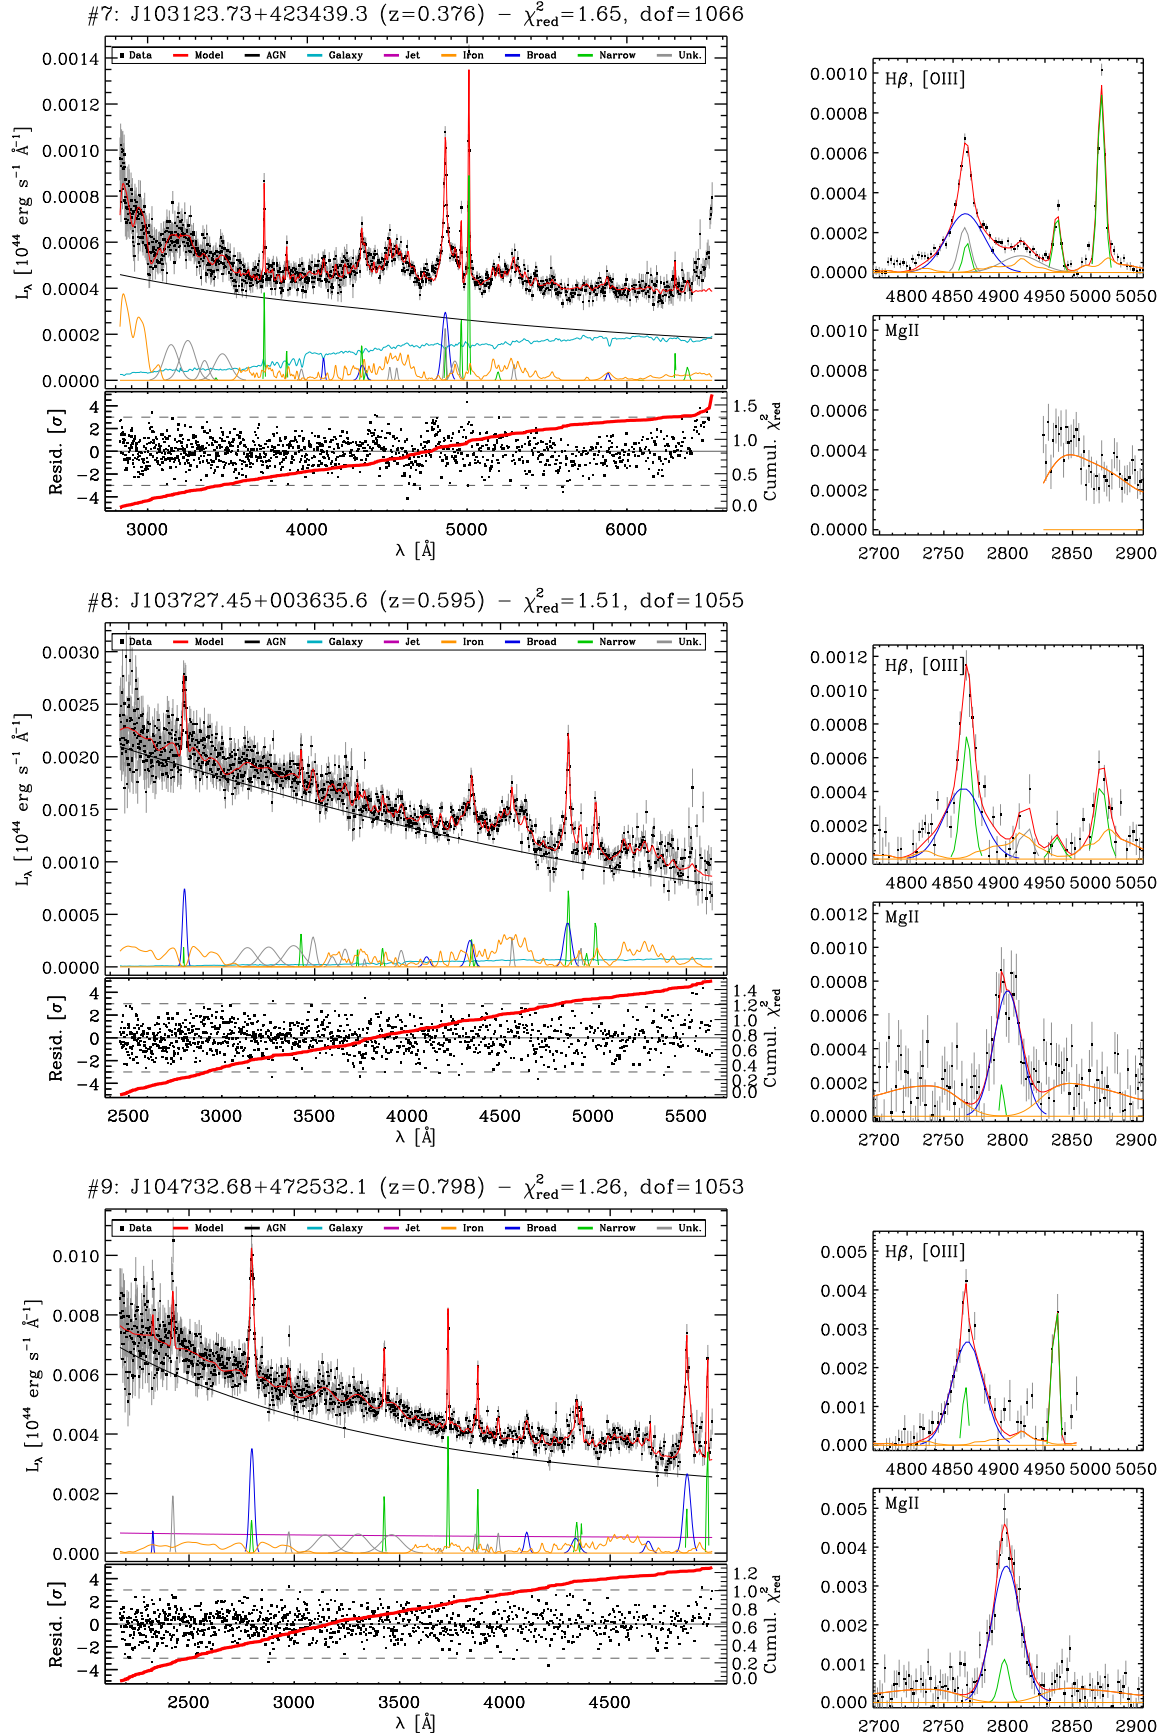 #7: J103123.73+423439.3 (z=0.376) − χ²red=1.65, dof=1066
Data Model AGN Galaxy Jet Iron Broad Narrow Unk.
Lλ [10⁴⁴ erg s⁻¹ Å⁻¹]
0.0014
0.0012
0.0010
0.0008
0.0006
0.0004
0.0002
0.0000
Resid. [σ]
4
2
0
−2
−4
1.5
1.0
0.5
0.0
Cumul. χ²red
3000 4000 5000 6000
λ [Å]
Hβ, [OIII]
0.0010
0.0008
0.0006
0.0004
0.0002
0.0000
4800 4850 4900 4950 5000 5050
MgII
0.0010
0.0008
0.0006
0.0004
0.0002
0.0000
2700 2750 2800 2850 2900
#8: J103727.45+003635.6 (z=0.595) − χ²red=1.51, dof=1055
Data Model AGN Galaxy Jet Iron Broad Narrow Unk.
Lλ [10⁴⁴ erg s⁻¹ Å⁻¹]
0.0030
0.0025
0.0020
0.0015
0.0010
0.0005
0.0000
Resid. [σ]
4
2
0
−2
−4
1.4
1.2
1.0
0.8
0.6
0.4
0.2
0.0
Cumul. χ²red
2500 3000 3500 4000 4500 5000 5500
λ [Å]
Hβ, [OIII]
0.0012
0.0010
0.0008
0.0006
0.0004
0.0002
0.0000
4800 4850 4900 4950 5000 5050
MgII
0.0012
0.0010
0.0008
0.0006
0.0004
0.0002
0.0000
2700 2750 2800 2850 2900
#9: J104732.68+472532.1 (z=0.798) − χ²red=1.26, dof=1053
Data Model AGN Galaxy Jet Iron Broad Narrow Unk.
Lλ [10⁴⁴ erg s⁻¹ Å⁻¹]
0.010
0.008
0.006
0.004
0.002
0.000
Resid. [σ]
4
2
0
−2
−4
1.2
1.0
0.8
0.6
0.4
0.2
0.0
Cumul. χ²red
2500 3000 3500 4000 4500
λ [Å]
Hβ, [OIII]
0.005
0.004
0.003
0.002
0.001
0.000
4800 4850 4900 4950 5000 5050
MgII
0.005
0.004
0.003
0.002
0.001
0.000
2700 2750 2800 2850 2900